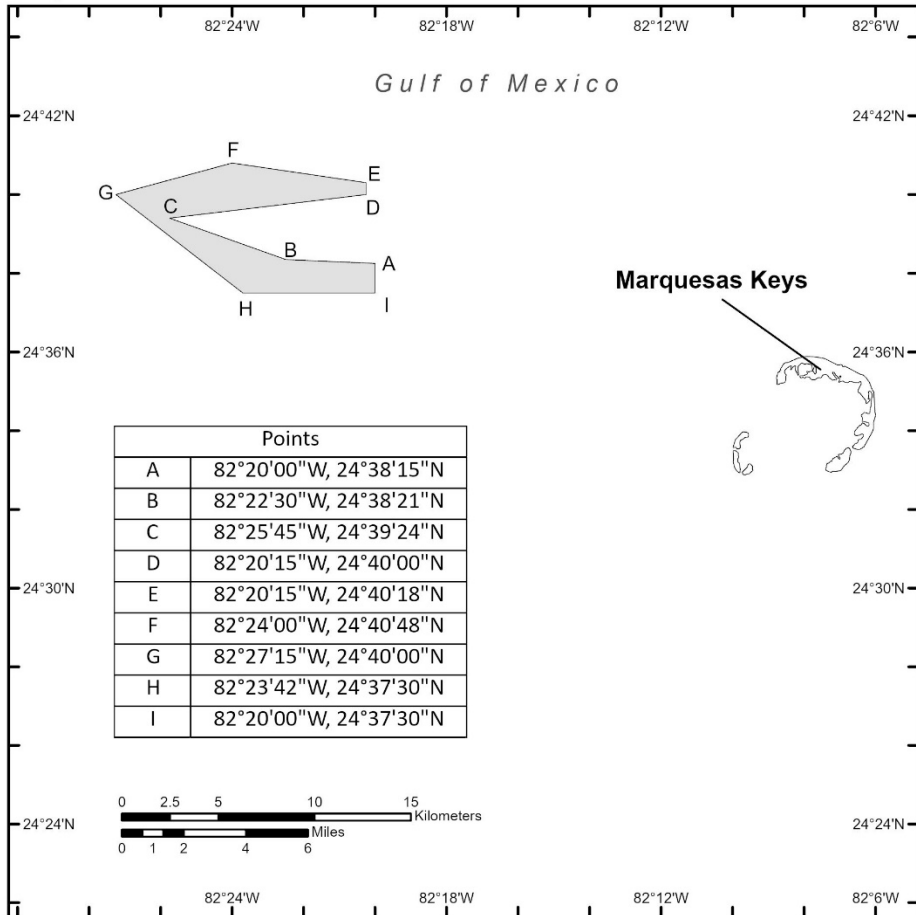 82°24'W 82°18'W 82°12'W 82°6'W
Gulf of Mexico
24°42'N 24°42'N
F
E
G
C
D
B
A
H
I
Marquesas Keys
24°36'N 24°36'N
Points
A 82°20'00"W, 24°38'15"N
B 82°22'30"W, 24°38'21"N
C 82°25'45"W, 24°39'24"N
D 82°20'15"W, 24°40'00"N
E 82°20'15"W, 24°40'18"N
F 82°24'00"W, 24°40'48"N
G 82°27'15"W, 24°40'00"N
H 82°23'42"W, 24°37'30"N
I 82°20'00"W, 24°37'30"N
24°30'N 24°30'N
0 2.5 5 10 15
Kilometers
Miles
0 1 2 4 6
24°24'N 24°24'N
82°24'W 82°18'W 82°12'W 82°6'W